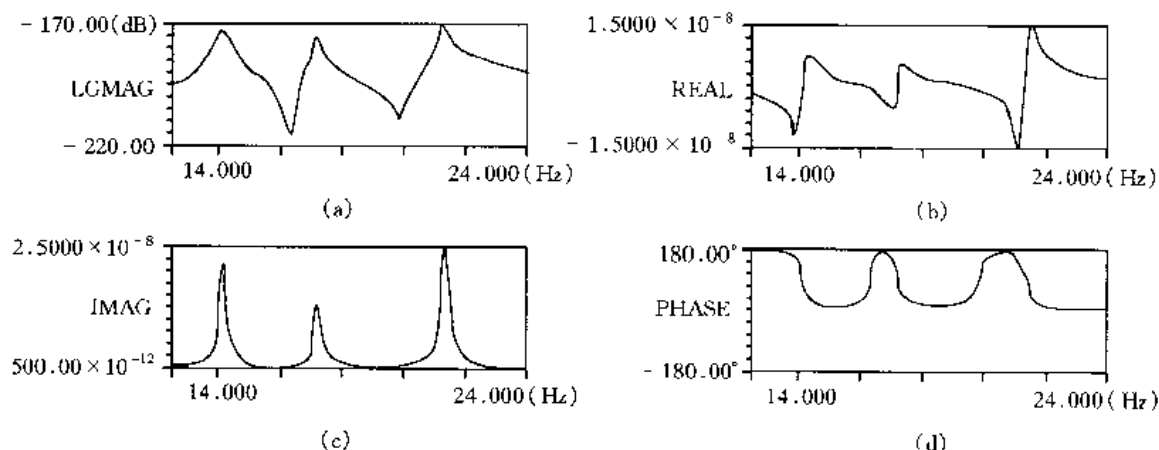 − 170.00(dB)
LGMAG
− 220.00
14.000
24.000(Hz)
(a)
1.5000 × 10⁻⁸
REAL
− 1.5000 × 10⁻⁸
14.000
24.000(Hz)
(b)
2.5000 × 10⁻⁸
IMAG
500.00 × 10⁻¹²
14.000
24.000(Hz)
(c)
180.00°
PHASE
− 180.00°
14.000
24.000(Hz)
(d)